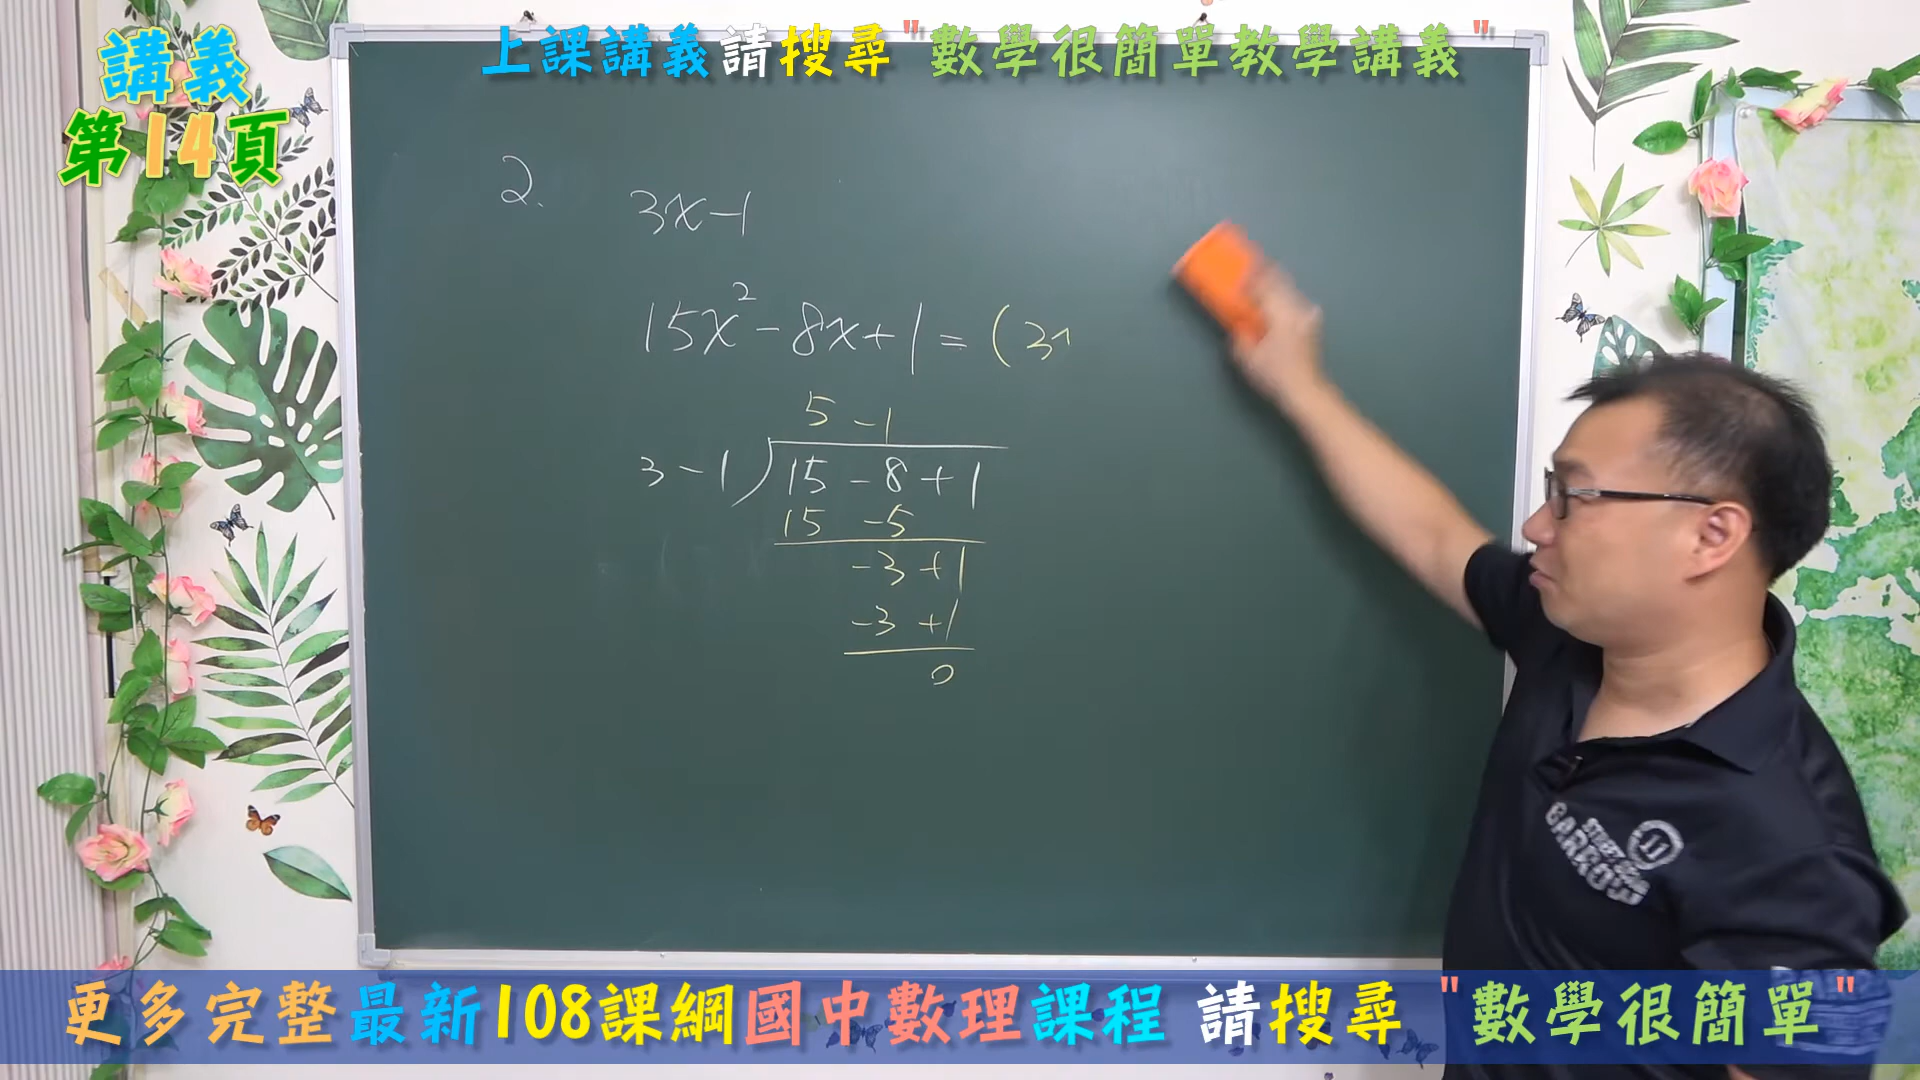 上課講義請搜尋"數學很簡單教學講義"
講義
第14頁
2.
3x-1
15x²-8x+1=(3
5-1
3-1)15-8+1
15-5
-3+1
-3+1
0
更多完整最新108課綱國中數理課程 請搜尋"數學很簡單"